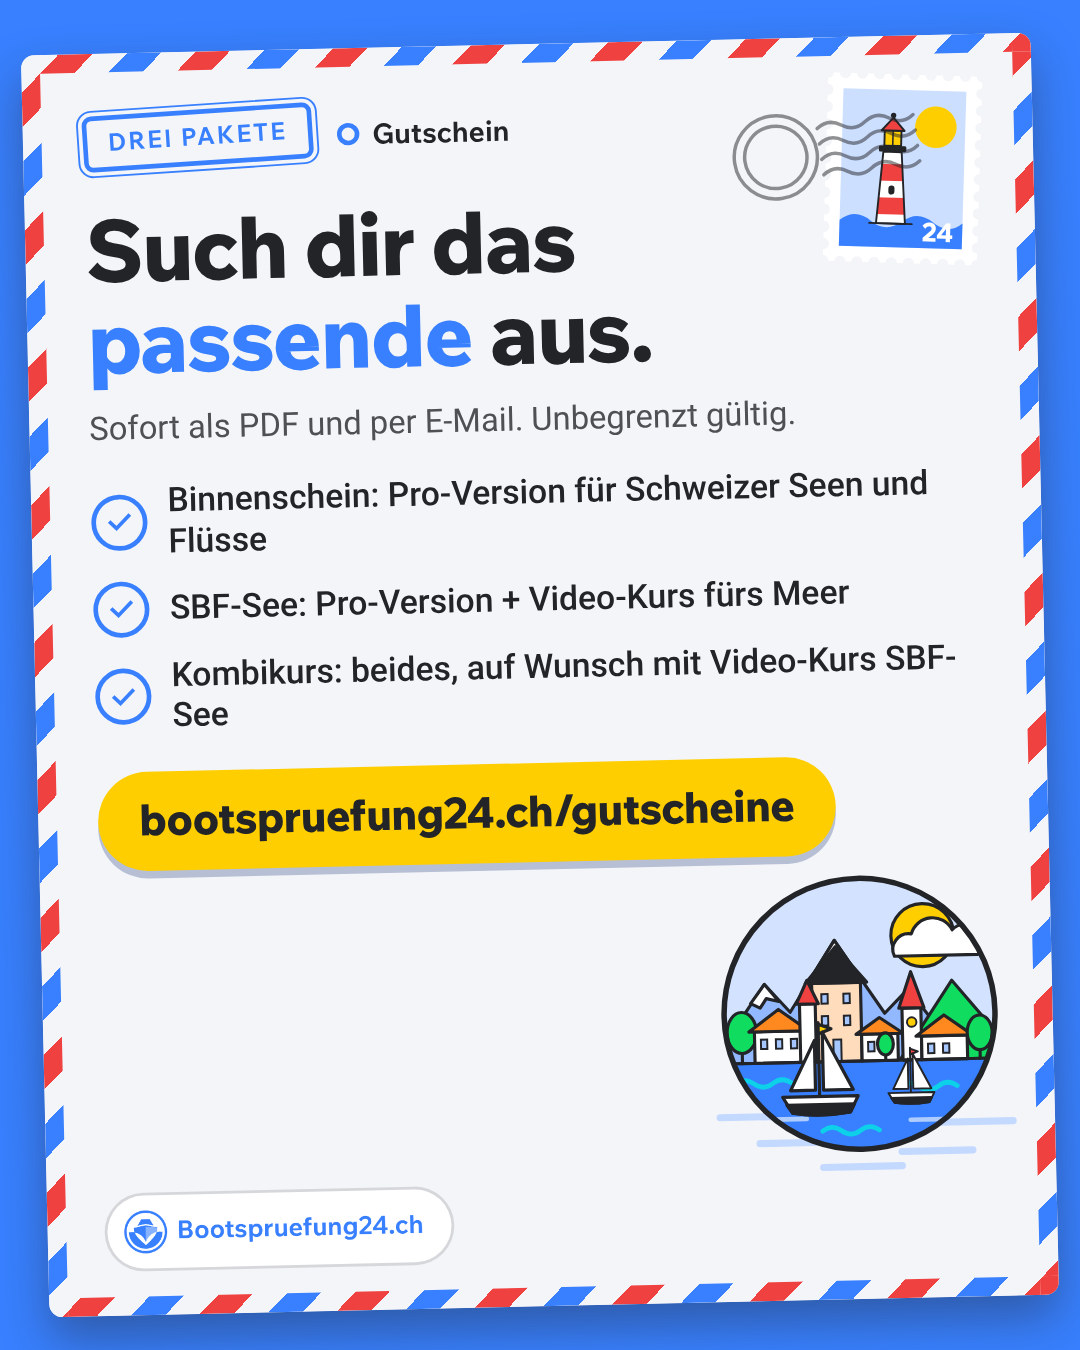 DREI PAKETE
Gutschein
24
Such dir das
passende aus.
Sofort als PDF und per E-Mail. Unbegrenzt gültig.
Binnenschein: Pro-Version für Schweizer Seen und
Flüsse
SBF-See: Pro-Version + Video-Kurs fürs Meer
Kombikurs: beides, auf Wunsch mit Video-Kurs SBF-
See
bootspruefung24.ch/gutscheine
Bootspruefung24.ch